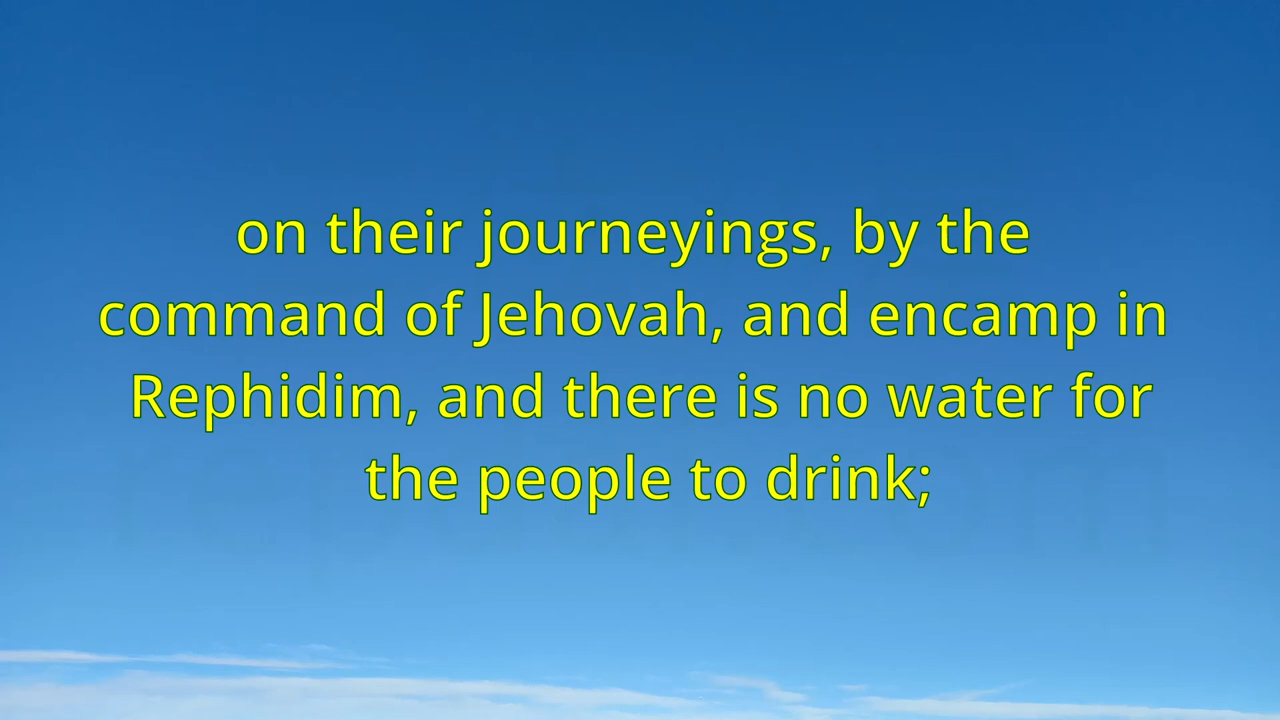 on their journeyings, by the
command of Jehovah, and encamp in
Rephidim, and there is no water for
the people to drink;